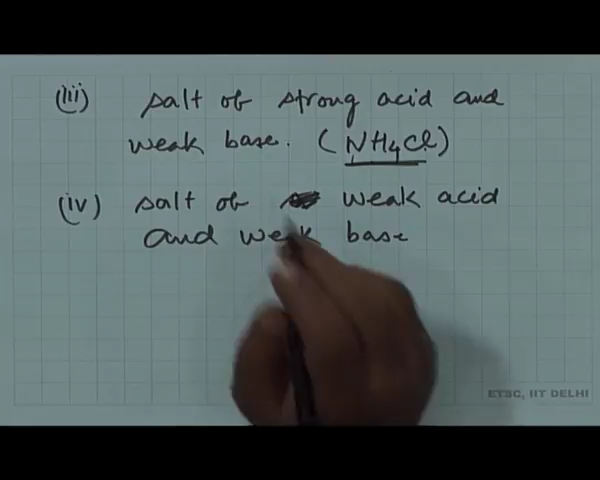 (iii) salt of strong acid and
weak base. (NH4Cl)
(iv) salt of weak acid
and weak base
ETSC, IIT DELHI